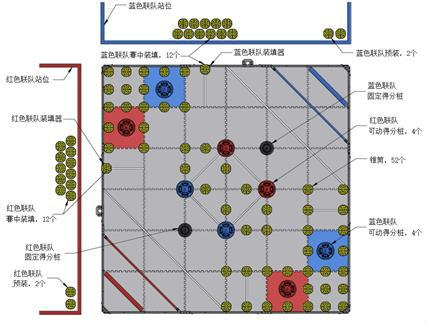 蓝色联队站位
蓝色联队赛中装填，12个
蓝色联队装填器
蓝色联队预装，2个
红色联队站位
蓝色联队
固定得分桩
红色联队装填器
红色联队
可动得分桩，4个
锥筒，52个
红色联队
赛中装填，12个
蓝色联队
可动得分桩，4个
红色联队
固定得分桩
红色联队
预装，2个